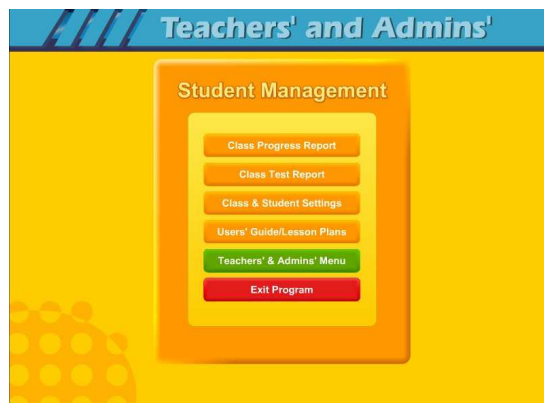 Teachers' and Admins'
Student Management
Class Progress Report
Class Test Report
Class & Student Settings
Users' Guide/Lesson Plans
Teachers' & Admins' Menu
Exit Program